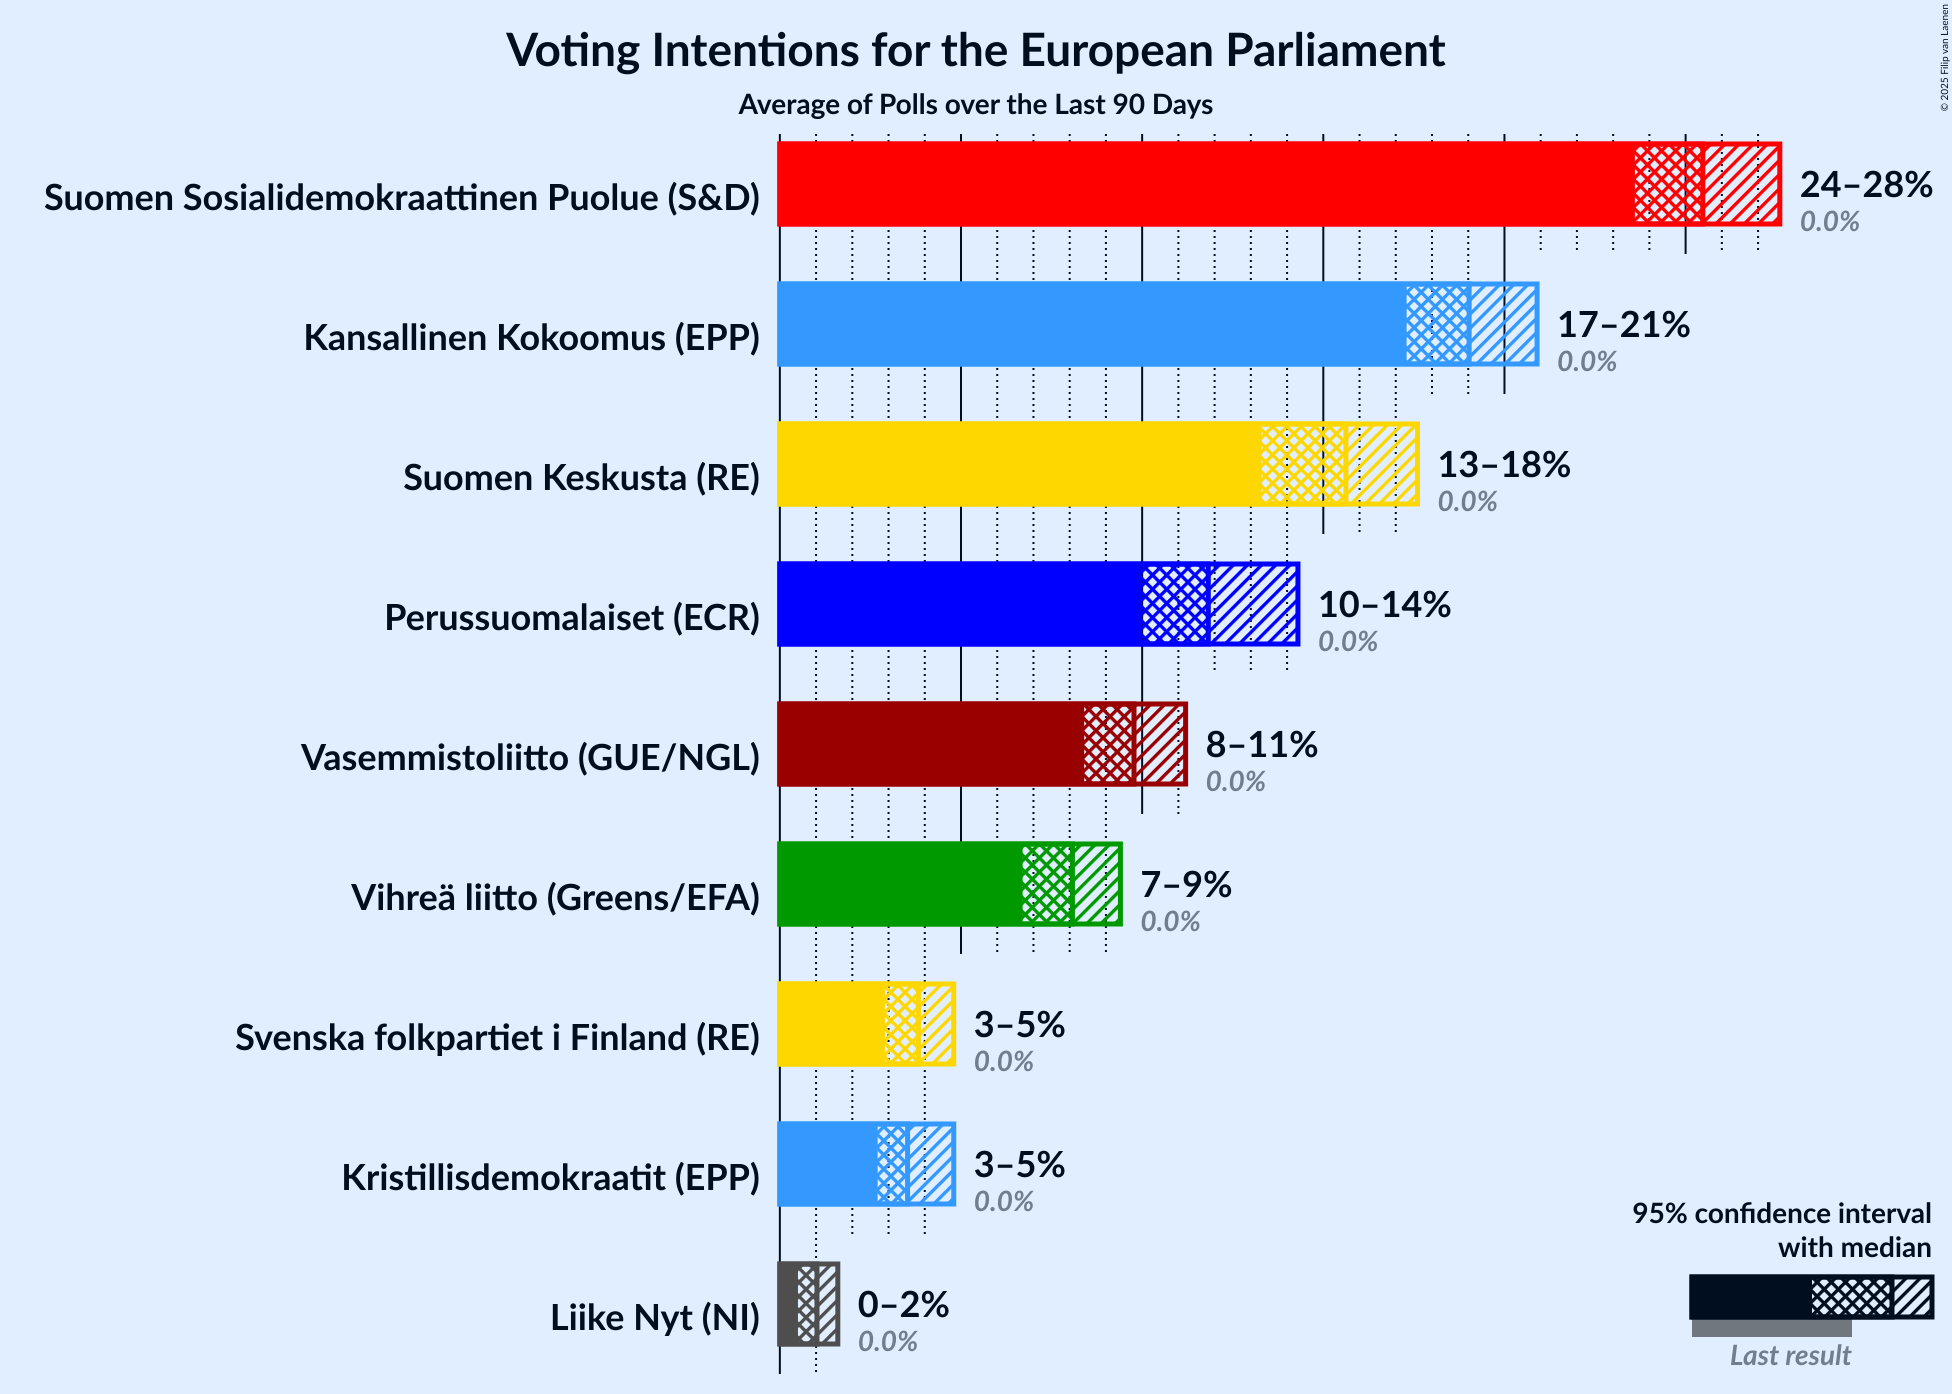 Voting Intentions for the European Parliament
Average of Polls over the Last 90 Days
© 2025 Filip van Laenen
Suomen Sosialidemokraattinen Puolue (S&D)
24–28%
0.0%
Kansallinen Kokoomus (EPP)
17–21%
0.0%
Suomen Keskusta (RE)
13–18%
0.0%
Perussuomalaiset (ECR)
10–14%
0.0%
Vasemmistoliitto (GUE/NGL)
8–11%
0.0%
Vihreä liitto (Greens/EFA)
7–9%
0.0%
Svenska folkpartiet i Finland (RE)
3–5%
0.0%
Kristillisdemokraatit (EPP)
3–5%
0.0%
Liike Nyt (NI)
0–2%
0.0%
95% confidence interval
with median
Last result